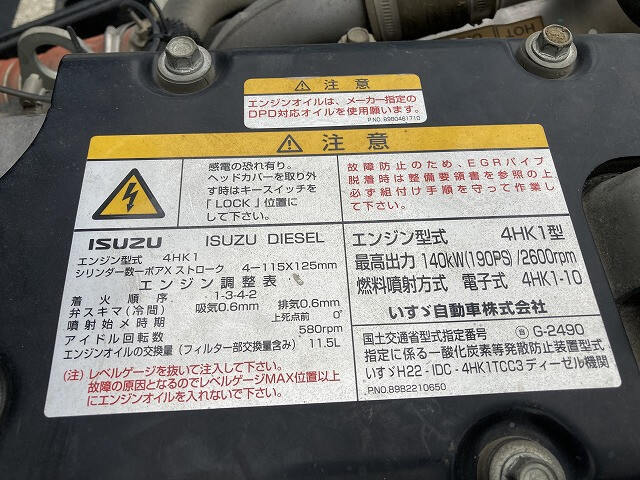 注意
エンジンオイルは、メーカー指定の
DPD対応オイルを使用願います。
P.NO.8980461710
注意
感電の恐れ有り。
ヘッドカバーを取り外
す時はキースイッチを
「LOCK」位置に
して下さい。
故障防止のため、EGRパイプ
脱着時は整備要領書を参照の上
必ず組付け手順を守って作業し
て下さい。
ISUZU ISUZU DIESEL
エンジン型式 4HK1
シリンダー数ーボアXストローク 4ー115X125mm
エンジン調整表
着火順序 1-3-4-2
弁スキマ(冷間) 吸気0.6mm 排気0.6mm
噴射始メ時期 上死点前 0°
アイドル回転数 580rpm
エンジンオイルの交換量(フィルター部交換量含み) 11.5L
(注)レベルゲージを抜いて注入して下さい。
故障の原因となるのでレベルゲージMAX位置以上
にエンジンオイルを入れないで下さい。
エンジン型式 4HK1型
最高出力 140kW(190PS)/2600rpm
燃料噴射方式 電子式 4HK1-10
いすゞ自動車株式会社
国土交通省型式指定番号 G-2490
指定に係る一酸化炭素等発散防止装置型式
いすゞH22-IDC-4HK1TCC3ディーゼル機関
P.NO.8982210650
HOT